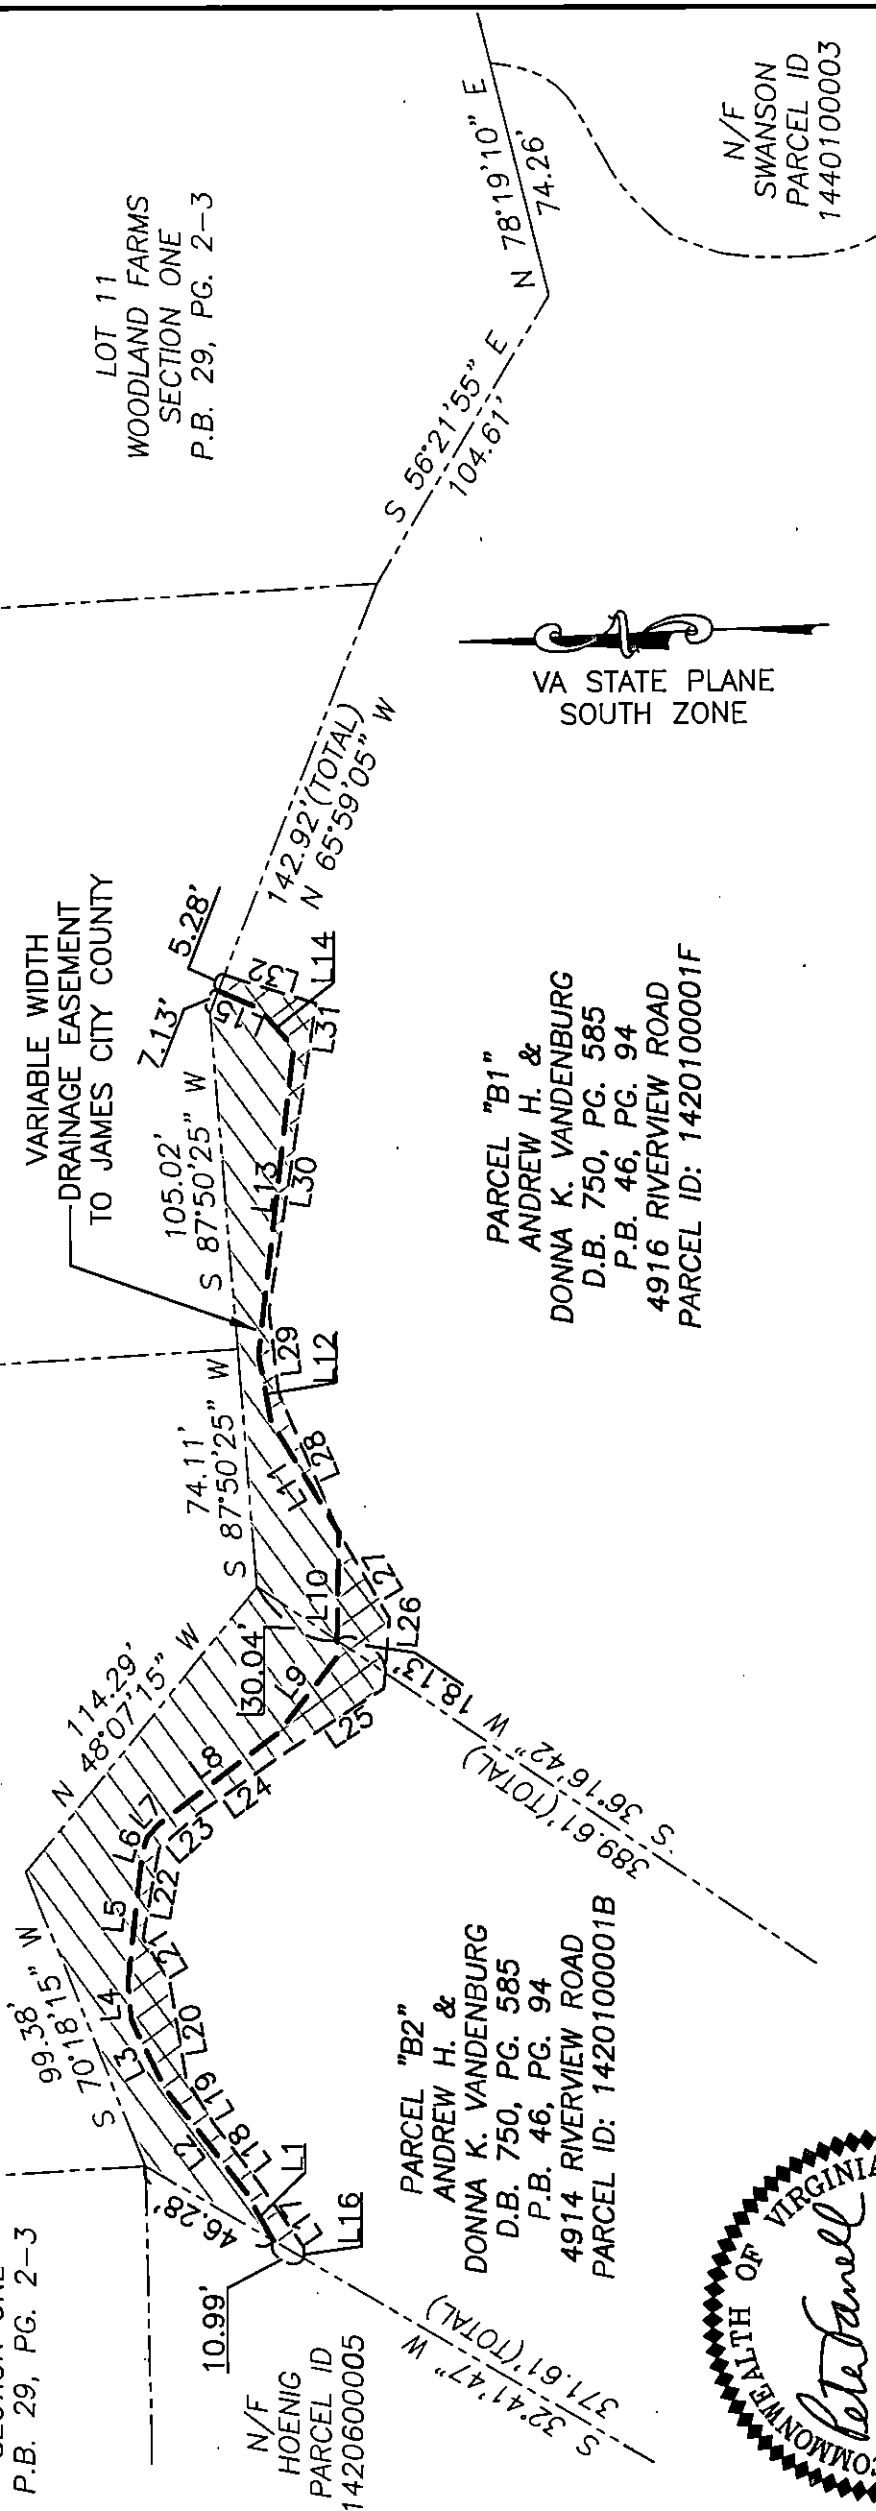 SECTION ONE
P.B. 29, PG. 2-3
N/F
HOENIG
PARCEL ID
1420600005
10.99'
46.28'
S 32°41'47" W
371.61'(TOTAL)
99.38'
S 70°18'15" W
N 48°07'15" W
114.29'
L1
L2
L3
L4
L5
L6
L7
L8
L9
L10
L11
L12
L13
L14
L15
L16
L17
L18
L19
L20
L21
L22
L23
L24
L25
L26
L27
L28
L29
L30
L31
L32
30.04'
18.13'
S 36°16'42" W
389.61'(TOTAL)
PARCEL "B2"
ANDREW H. &
DONNA K. VANDENBURG
D.B. 750, PG. 585
P.B. 46, PG. 94
4914 RIVERVIEW ROAD
PARCEL ID: 1420100001B
74.11'
S 87°50'25" W
105.02'
S 87°50'25" W
7.13'
5.28'
VARIABLE WIDTH
DRAINAGE EASEMENT
TO JAMES CITY COUNTY
PARCEL "B1"
ANDREW H. &
DONNA K. VANDENBURG
D.B. 750, PG. 585
P.B. 46, PG. 94
4916 RIVERVIEW ROAD
PARCEL ID: 1420100001F
142.92'(TOTAL)
N 65°59'05" W
VA STATE PLANE
SOUTH ZONE
LOT 11
WOODLAND FARMS
SECTION ONE
P.B. 29, PG. 2-3
S 56°21'55" E
104.61'
N 78°19'10" E
74.26'
N/F
SWANSON
PARCEL ID
1440100003
COMMONWEALTH OF VIRGINIA